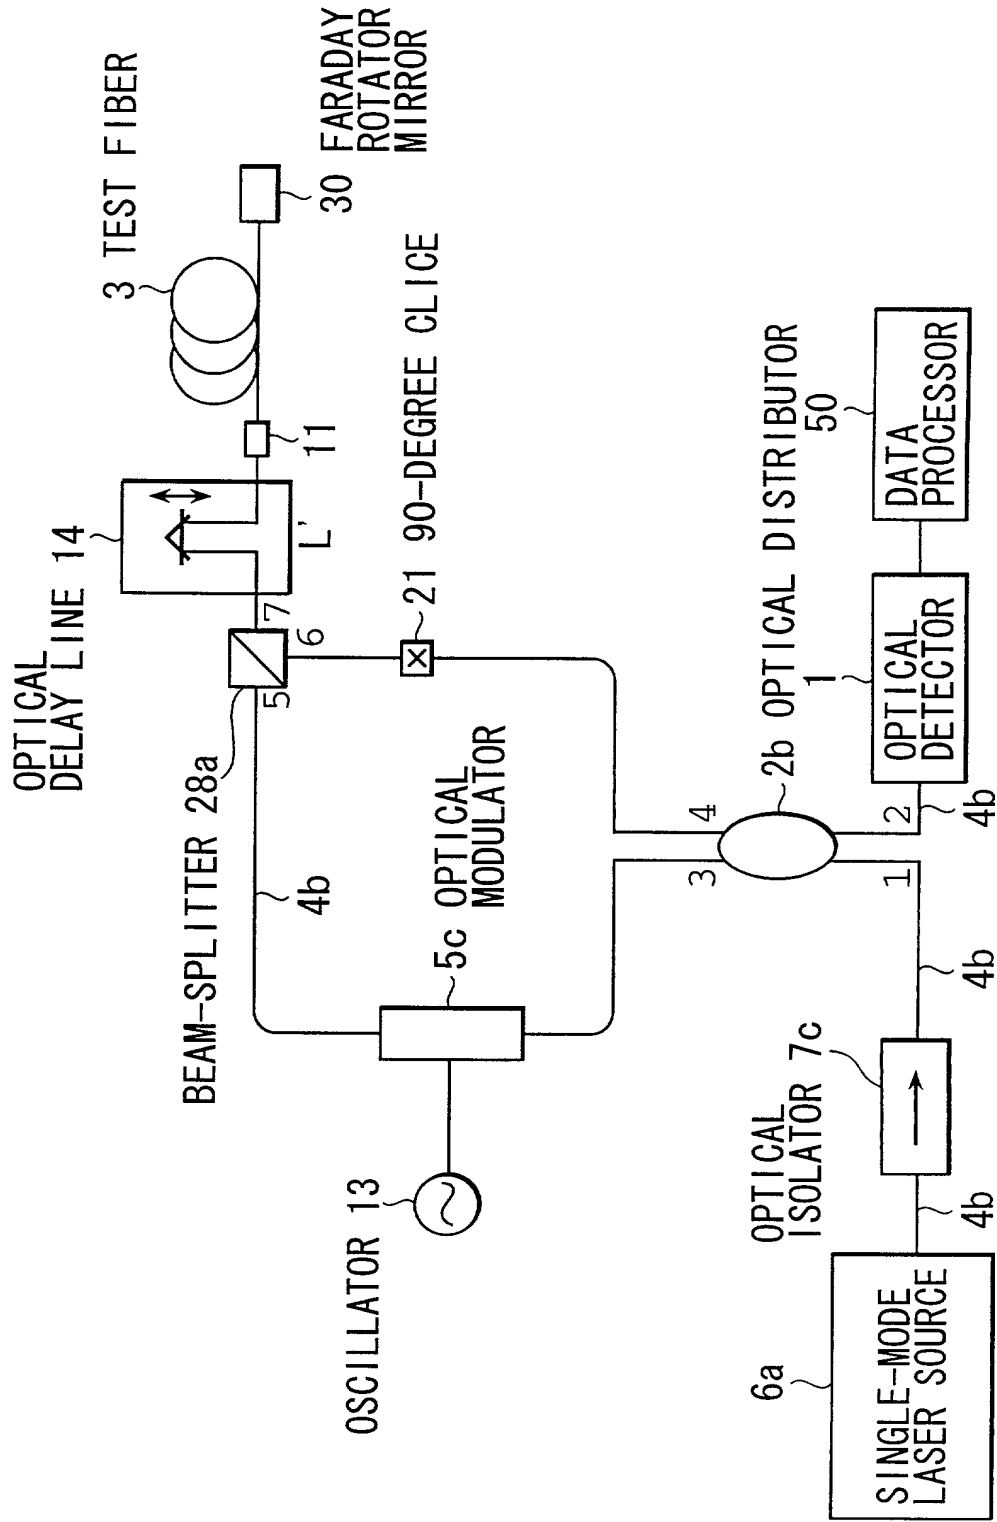 OPTICAL
DELAY LINE 14
3 TEST FIBER
BEAM-SPLITTER 28a
7
5
6
L'
11
30 FARADAY
ROTATOR
MIRROR
4b
21 90-DEGREE CLICE
OSCILLATOR 13
5c OPTICAL
MODULATOR
3
4
2b OPTICAL DISTRIBUTOR
OPTICAL
ISOLATOR 7c
6a
SINGLE-MODE
LASER SOURCE
4b
4b
1
2
4b
1
OPTICAL
DETECTOR
50
DATA
PROCESSOR